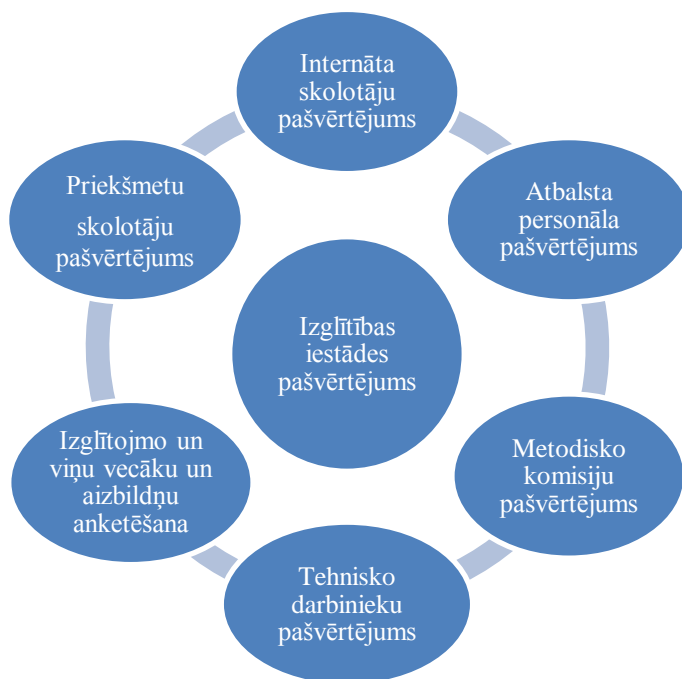 Internāta
skolotāju
pašvērtējums
Priekšmetu
skolotāju
pašvērtējums
Atbalsta
personāla
pašvērtējums
Izglītības
iestādes
pašvērtējums
Izglītojmo un
viņu vecāku un
aizbildņu
anketēšana
Metodisko
komisiju
pašvērtējums
Tehnisko
darbinieku
pašvērtējums